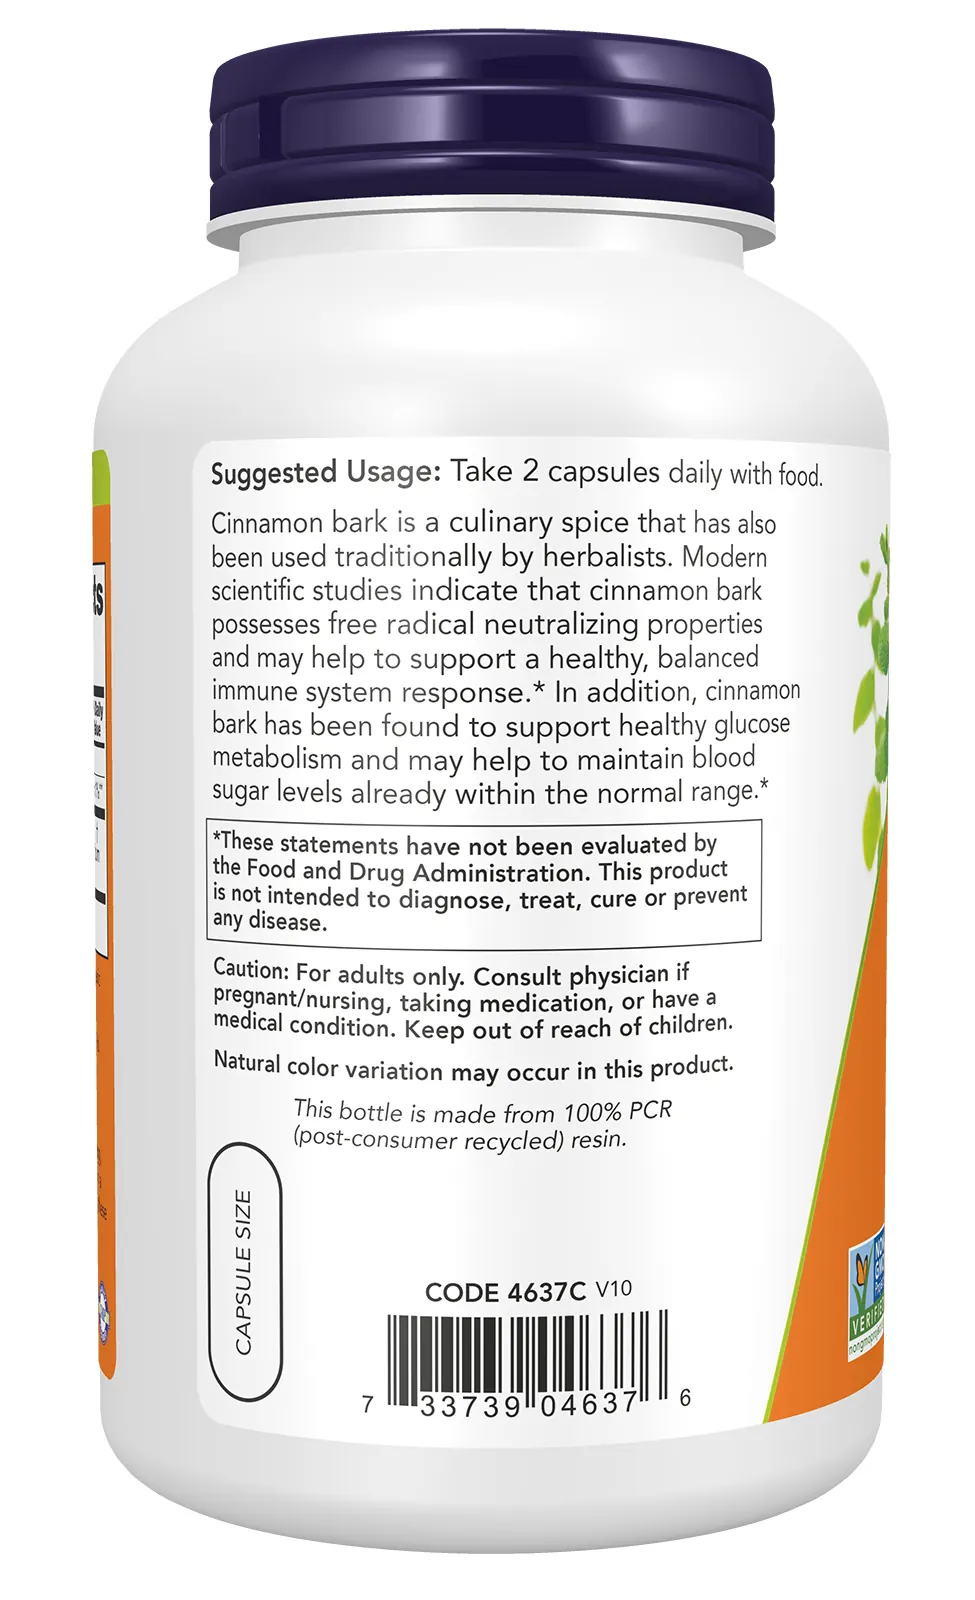 Suggested Usage: Take 2 capsules daily with food.
Cinnamon bark is a culinary spice that has also
been used traditionally by herbalists. Modern
scientific studies indicate that cinnamon bark
possesses free radical neutralizing properties
and may help to support a healthy, balanced
immune system response.* In addition, cinnamon
bark has been found to support healthy glucose
metabolism and may help to maintain blood
sugar levels already within the normal range.*
*These statements have not been evaluated by
the Food and Drug Administration. This product
is not intended to diagnose, treat, cure or prevent
any disease.
Caution: For adults only. Consult physician if
pregnant/nursing, taking medication, or have a
medical condition. Keep out of reach of children.
Natural color variation may occur in this product.
This bottle is made from 100% PCR
(post-consumer recycled) resin.
CAPSULE SIZE
CODE 4637C V10
7 33739 04637 6
Daily
VERIFIED